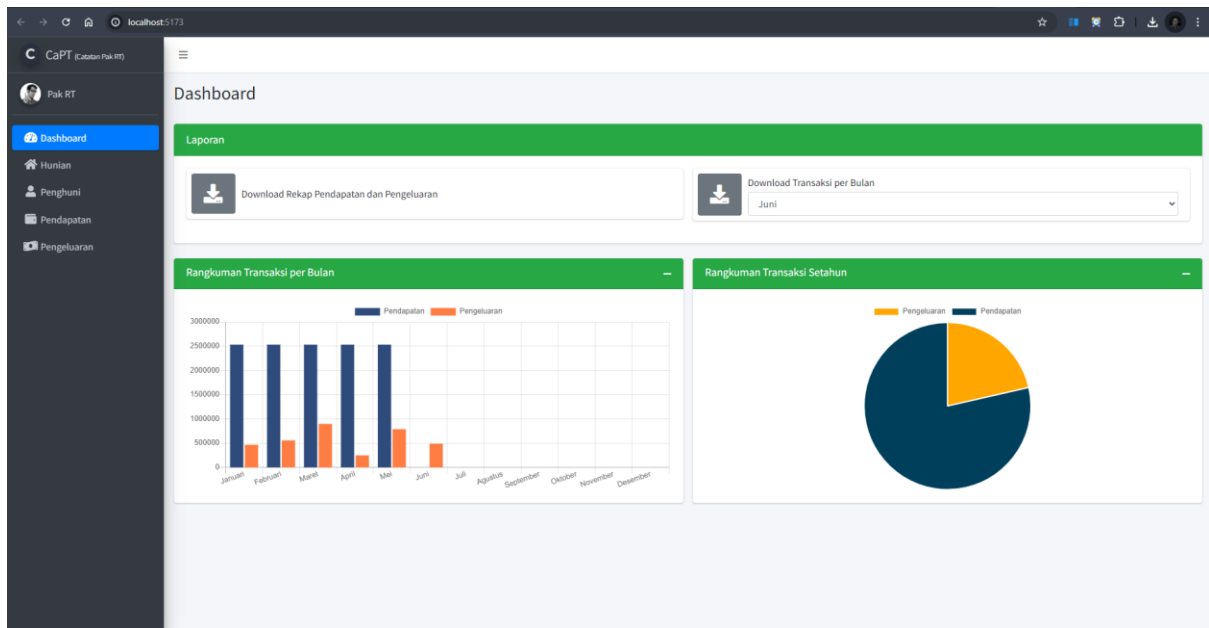 localhost:5173
C CaPT (Catatan Pak RT)
Pak RT
Dashboard
Hunian
Penghuni
Pendapatan
Pengeluaran
Dashboard
Laporan
Download Rekap Pendapatan dan Pengeluaran
Download Transaksi per Bulan
Juni
Rangkuman Transaksi per Bulan
Pendapatan Pengeluaran
3000000
2500000
2000000
1500000
1000000
500000
0
Januari Februari Maret April Mei Juni Juli Agustus September Oktober November Desember
Rangkuman Transaksi Setahun
Pengeluaran Pendapatan